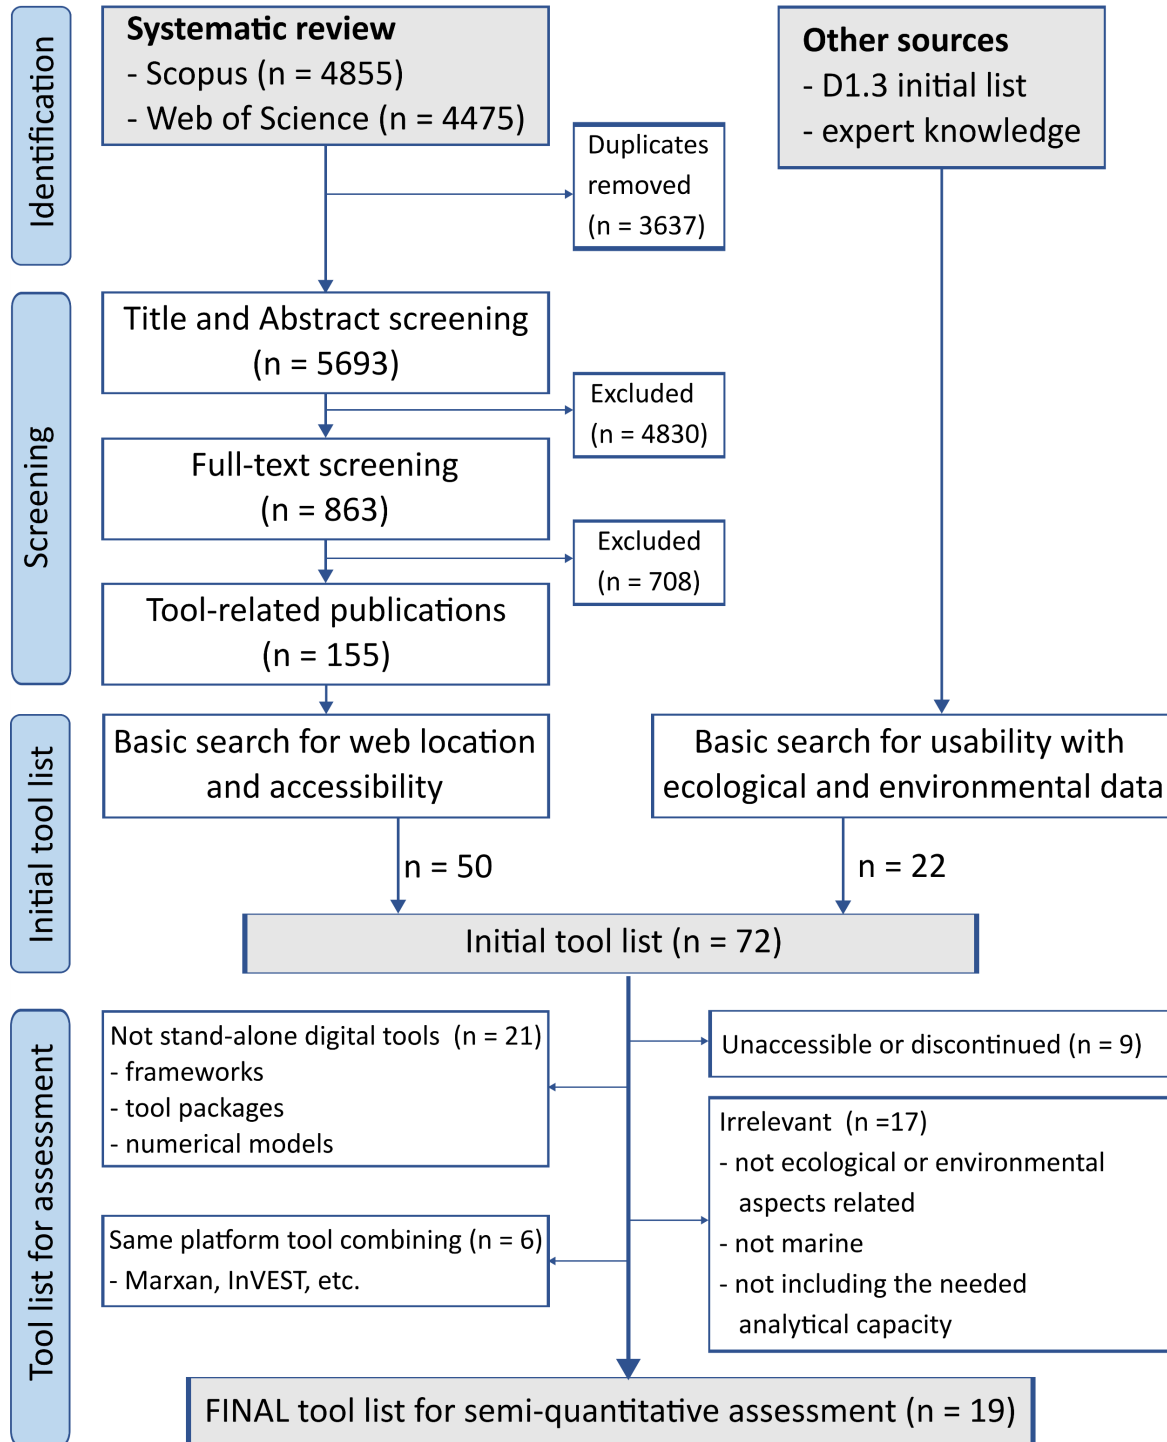 Identification
Systematic review
- Scopus (n = 4855)
- Web of Science (n = 4475)
Other sources
- D1.3 initial list
- expert knowledge
Duplicates
removed
(n = 3637)
Screening
Title and Abstract screening
(n = 5693)
Excluded
(n = 4830)
Full-text screening
(n = 863)
Excluded
(n = 708)
Tool-related publications
(n = 155)
Initial tool list
Basic search for web location
and accessibility
Basic search for usability with
ecological and environmental data
n = 50
n = 22
Initial tool list (n = 72)
Tool list for assessment
Not stand-alone digital tools (n = 21)
- frameworks
- tool packages
- numerical models
Unaccessible or discontinued (n = 9)
Irrelevant (n =17)
- not ecological or environmental
aspects related
- not marine
- not including the needed
analytical capacity
Same platform tool combining (n = 6)
- Marxan, InVEST, etc.
FINAL tool list for semi-quantitative assessment (n = 19)